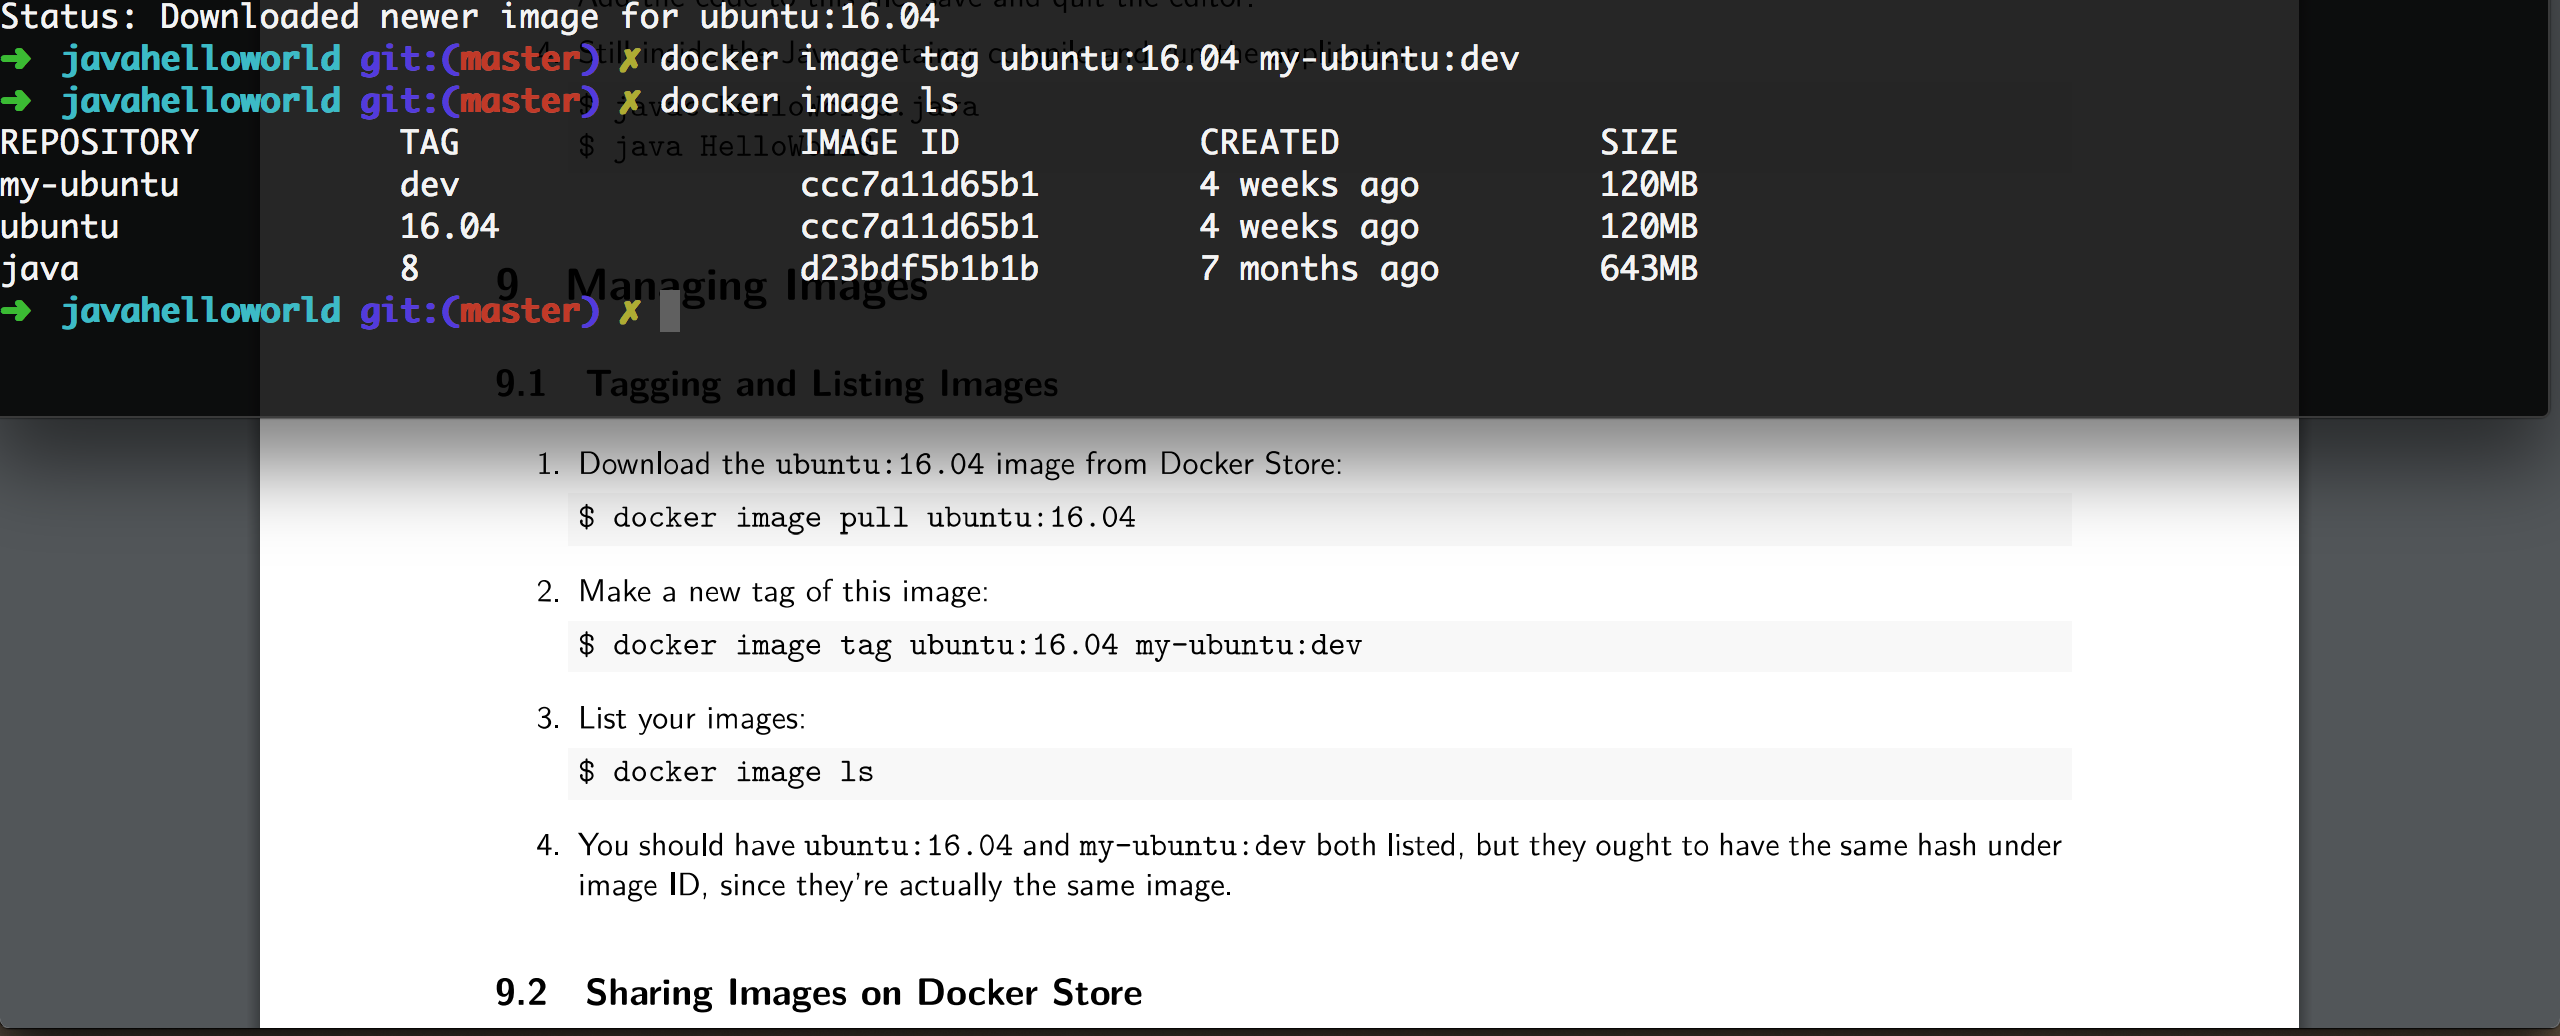 Status: Downloaded newer image for ubuntu:16.04
➜ javahelloworld git:(master) ✗ docker image tag ubuntu:16.04 my-ubuntu:dev
➜ javahelloworld git:(master) ✗ docker image ls
REPOSITORY TAG IMAGE ID CREATED SIZE
my-ubuntu dev ccc7a11d65b1 4 weeks ago 120MB
ubuntu 16.04 ccc7a11d65b1 4 weeks ago 120MB
java 8 d23bdf5b1b1b 7 months ago 643MB
➜ javahelloworld git:(master) ✗
$ java
$ java
9 Managing Images
9.1 Tagging and Listing Images
1. Download the ubuntu:16.04 image from Docker Store:
$ docker image pull ubuntu:16.04
2. Make a new tag of this image:
$ docker image tag ubuntu:16.04 my-ubuntu:dev
3. List your images:
$ docker image ls
4. You should have ubuntu:16.04 and my-ubuntu:dev both listed, but they ought to have the same hash under
image ID, since they're actually the same image.
9.2 Sharing Images on Docker Store